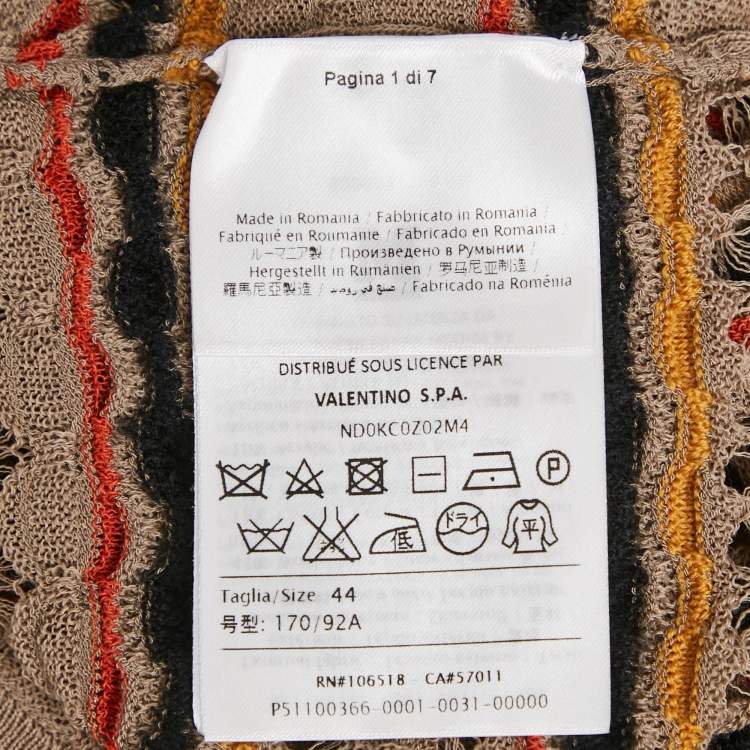 Pagina 1 di 7
Made in Romania / Fabbricato in Romania /
Fabriqué en Roumanie / Fabricado en Romania /
ルーマニア製 / Произведено в Румынии /
Hergestellt in Rumänien / 罗马尼亚制造 /
羅馬尼亞製造 / صنع في / Fabricado na Roménia
DISTRIBUÉ SOUS LICENCE PAR
VALENTINO S.P.A.
ND0KC0Z02M4
P
低 ドライ 平
Taglia/Size 44
号型: 170/92A
RN#106518 - CA#57011
P51100366-0001-0031-00000